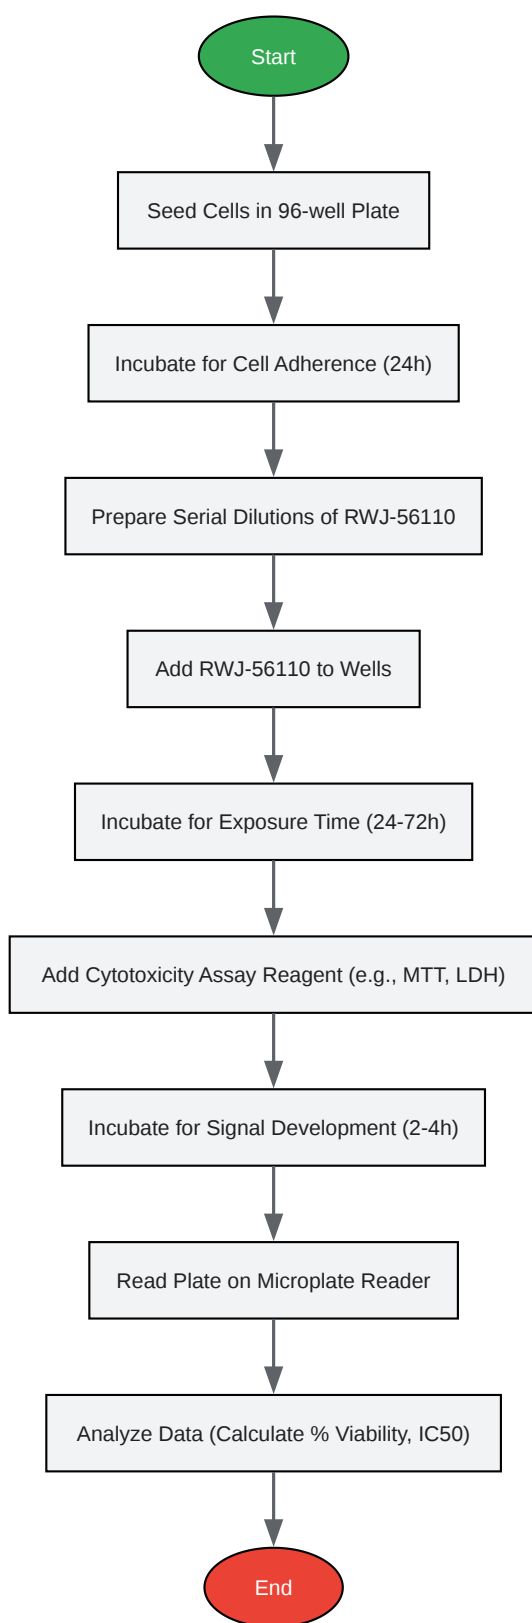 Start
Seed Cells in 96-well Plate
Incubate for Cell Adherence (24h)
Prepare Serial Dilutions of RWJ-56110
Add RWJ-56110 to Wells
Incubate for Exposure Time (24-72h)
Add Cytotoxicity Assay Reagent (e.g., MTT, LDH)
Incubate for Signal Development (2-4h)
Read Plate on Microplate Reader
Analyze Data (Calculate % Viability, IC50)
End